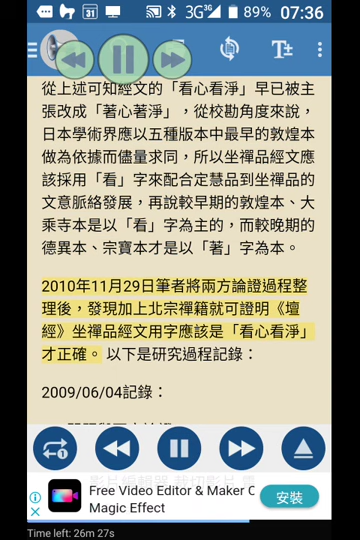 31
3G
36
89%
07:36
T±
從上述可知經文的「看心看淨」早已被主
張改成「著心著淨」，從校勘角度來說，
日本學術界應以五種版本中最早的敦煌本
做為依據而儘量求同，所以坐禪品經文應
該採用「看」字來配合定慧品到坐禪品的
文意脈絡發展，再說較早期的敦煌本、大
乘寺本是以「看」字為主的，而較晚期的
德異本、宗寶本才是以「著」字為本。
2010年11月29日筆者將兩方論證過程整
理後，發現加上北宗禪籍就可證明《壇
經》坐禪品經文用字應該是「看心看淨」
才正確。 以下是研究過程記錄：
2009/06/04記錄：
1
Free Video Editor & Maker C
Magic Effect
安裝
Time left: 26m 27s